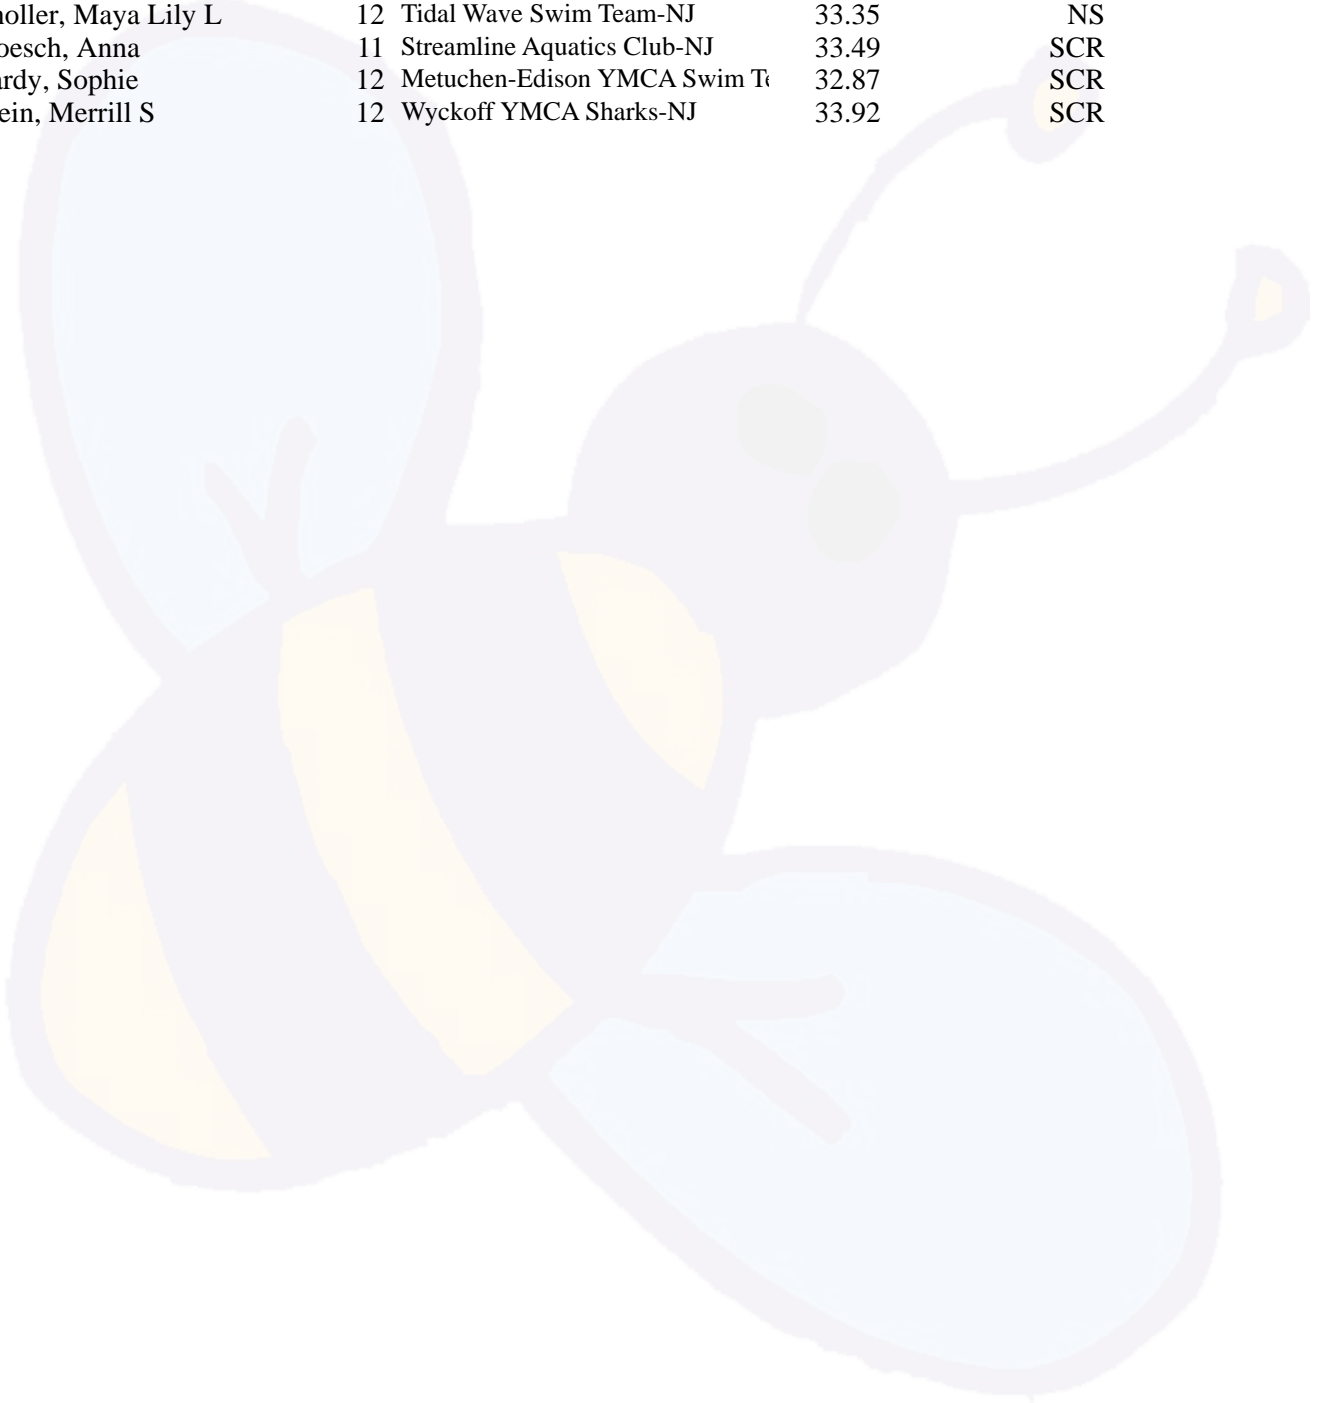 noller, Maya Lily L 12 Tidal Wave Swim Team-NJ 33.35 NS
oesch, Anna 11 Streamline Aquatics Club-NJ 33.49 SCR
ardy, Sophie 12 Metuchen-Edison YMCA Swim Te 32.87 SCR
ein, Merrill S 12 Wyckoff YMCA Sharks-NJ 33.92 SCR